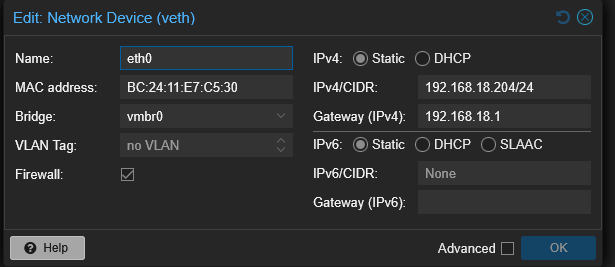 Edit: Network Device (veth)
Name: eth0
MAC address: BC:24:11:E7:C5:30
Bridge: vmbr0
VLAN Tag: no VLAN
Firewall:
IPv4: Static DHCP
IPv4/CIDR: 192.168.18.204/24
Gateway (IPv4): 192.168.18.1
IPv6: Static DHCP SLAAC
IPv6/CIDR: None
Gateway (IPv6):
? Help
Advanced
OK